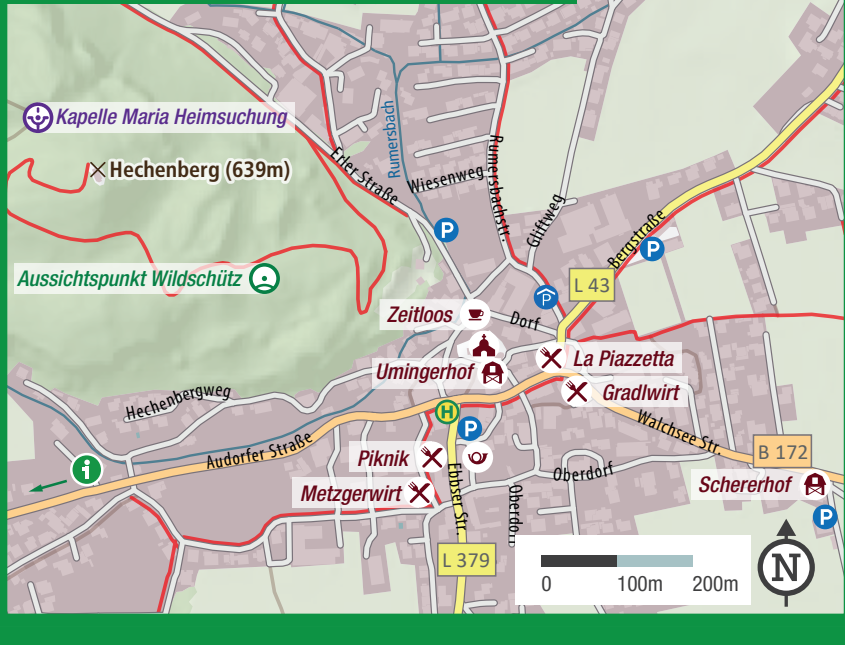 Kapelle Maria Heimsuchung
Hechenberg (639m)
Rumersbach
Erler Straße
Wiesenweg
Rumersbachstr.
Gliftweg
P
Bergstraße
P
Aussichtspunkt Wildschütz
L 43
P
Zeitloos
Dorf
La Piazzetta
Umingerhof
Gradlwirt
Hechenbergweg
H
Walchsee Str.
P
Audorfer Straße
B 172
Piknik
i
Ebbser Str.
Oberdorf
Schererhof
Metzgerwirt
Oberdorf
P
L 379
0
100m
200m
N